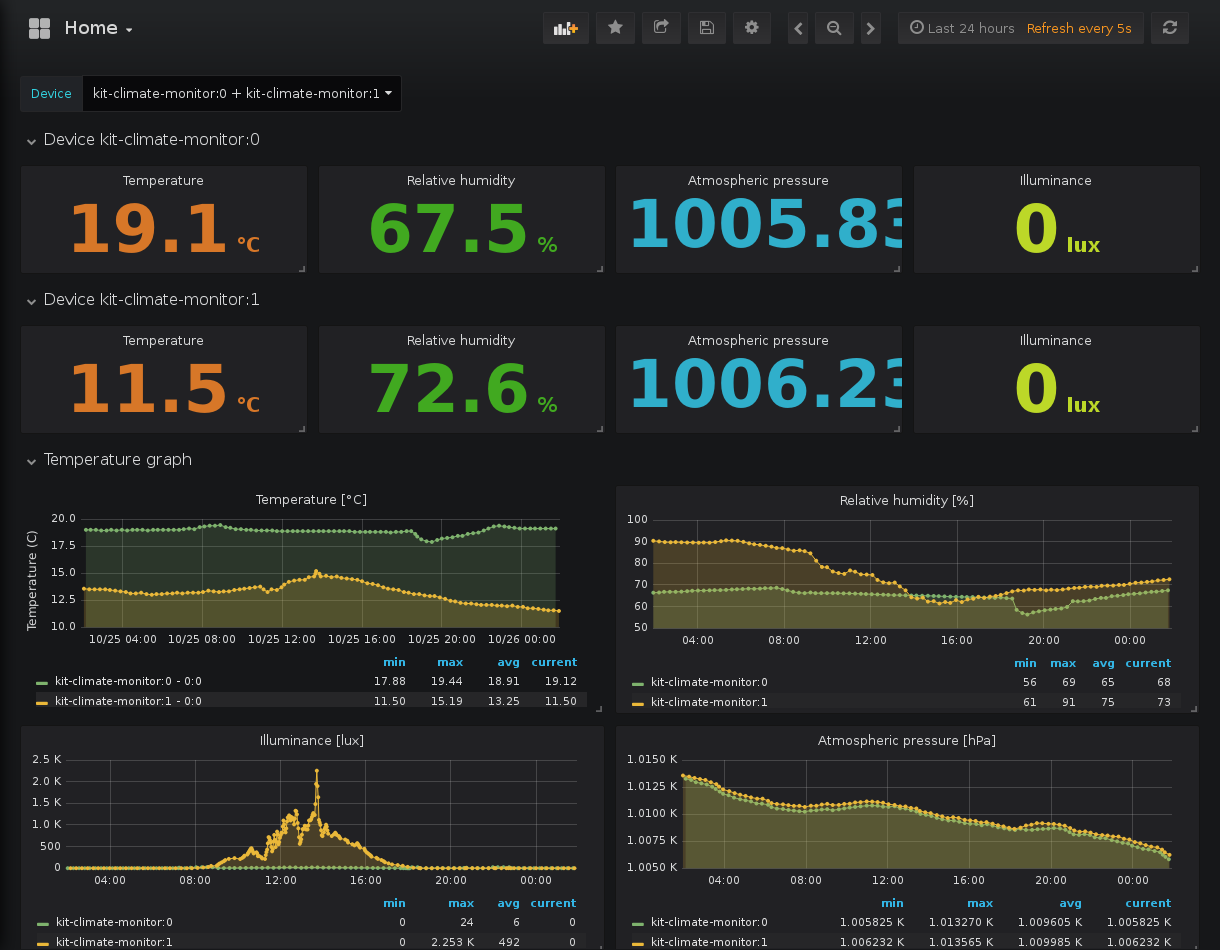 Home
Last 24 hours Refresh every 5s
Device kit-climate-monitor:0 + kit-climate-monitor:1
Device kit-climate-monitor:0
Temperature Relative humidity Atmospheric pressure Illuminance
19.1 °C 67.5 % 1005.83 0 lux
Device kit-climate-monitor:1
Temperature Relative humidity Atmospheric pressure Illuminance
11.5 °C 72.6 % 1006.23 0 lux
Temperature graph
Temperature [°C]
Temperature (C)
20.0
17.5
15.0
12.5
10.0
10/25 04:00 10/25 08:00 10/25 12:00 10/25 16:00 10/25 20:00 10/26 00:00
min max avg current
kit-climate-monitor:0 - 0:0 17.88 19.44 18.91 19.12
kit-climate-monitor:1 - 0:0 11.50 15.19 13.25 11.50
Relative humidity [%]
100
90
80
70
60
50
04:00 08:00 12:00 16:00 20:00 00:00
min max avg current
kit-climate-monitor:0 56 69 65 68
kit-climate-monitor:1 61 91 75 73
Illuminance [lux]
2.5 K
2.0 K
1.5 K
1.0 K
500
0
04:00 08:00 12:00 16:00 20:00 00:00
min max avg current
kit-climate-monitor:0 0 24 6 0
kit-climate-monitor:1 0 2.253 K 492 0
Atmospheric pressure [hPa]
1.0150 K
1.0125 K
1.0100 K
1.0075 K
1.0050 K
04:00 08:00 12:00 16:00 20:00 00:00
min max avg current
kit-climate-monitor:0 1.005825 K 1.013270 K 1.009605 K 1.005825 K
kit-climate-monitor:1 1.006232 K 1.013565 K 1.009985 K 1.006232 K